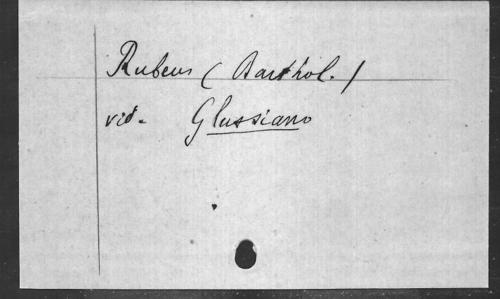 Rubeus (Barthol.)
vid. Glussiano